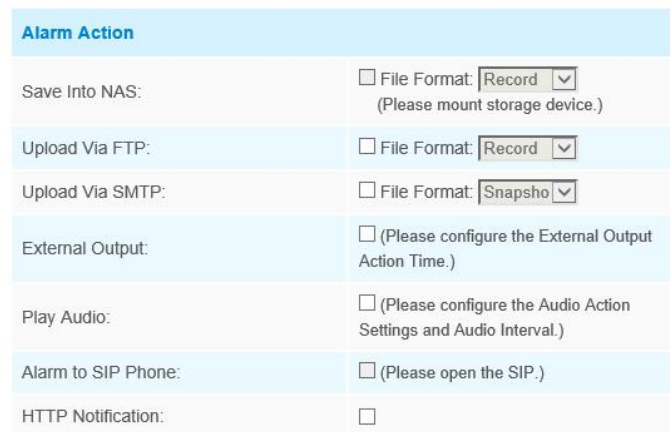 Alarm Action
Save Into NAS: File Format: Record
(Please mount storage device.)
Upload Via FTP: File Format: Record
Upload Via SMTP: File Format: Snapsho
External Output: (Please configure the External Output
Action Time.)
Play Audio: (Please configure the Audio Action
Settings and Audio Interval.)
Alarm to SIP Phone: (Please open the SIP.)
HTTP Notification: